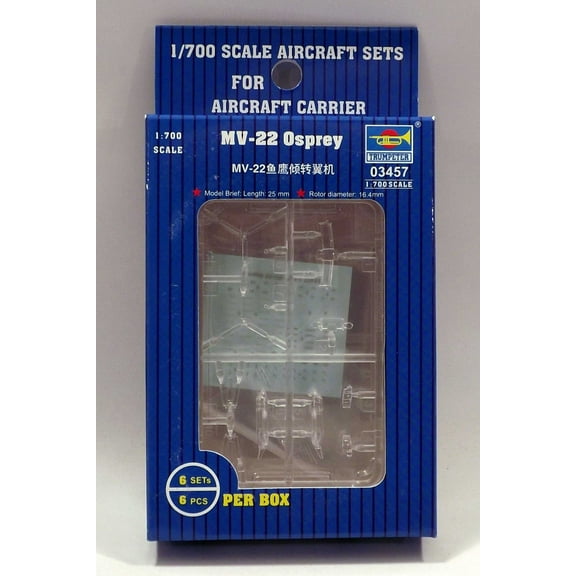 1/700 SCALE AIRCRAFT SETS
FOR
AIRCRAFT CARRIER
1:700
SCALE
MV-22 Osprey
MV-22鱼鹰倾转翼机
TRUMPETER
03457
1:700 SCALE
★ Model Brief: Length: 25 mm ★ Rotor diameter: 16.4mm
6 SETs
6 PCS
PER BOX